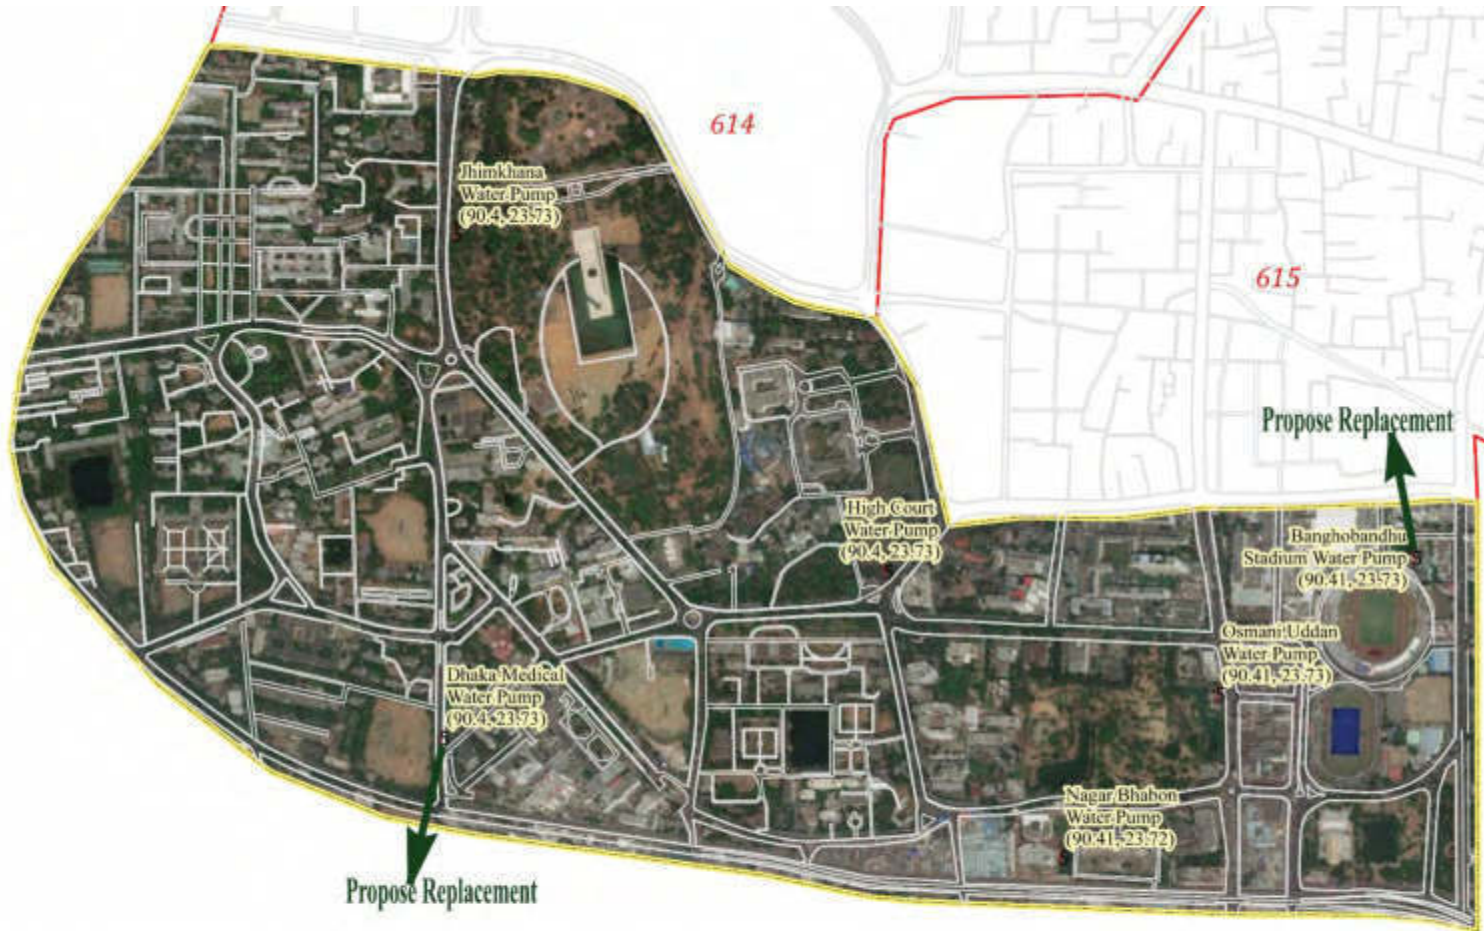 614
Jhimkhana
Water Pump
(90.4, 23.73)
615
Propose Replacement
High Court
Water Pump
(90.4, 23.73)
Banghobandhu
Stadium Water Pump
(90.41, 23.73)
Osmani Uddan
Water Pump
(90.41, 23.73)
Dhaka Medical
Water Pump
(90.4, 23.73)
Nagar Bhabon
Water Pump
(90.41, 23.72)
Propose Replacement